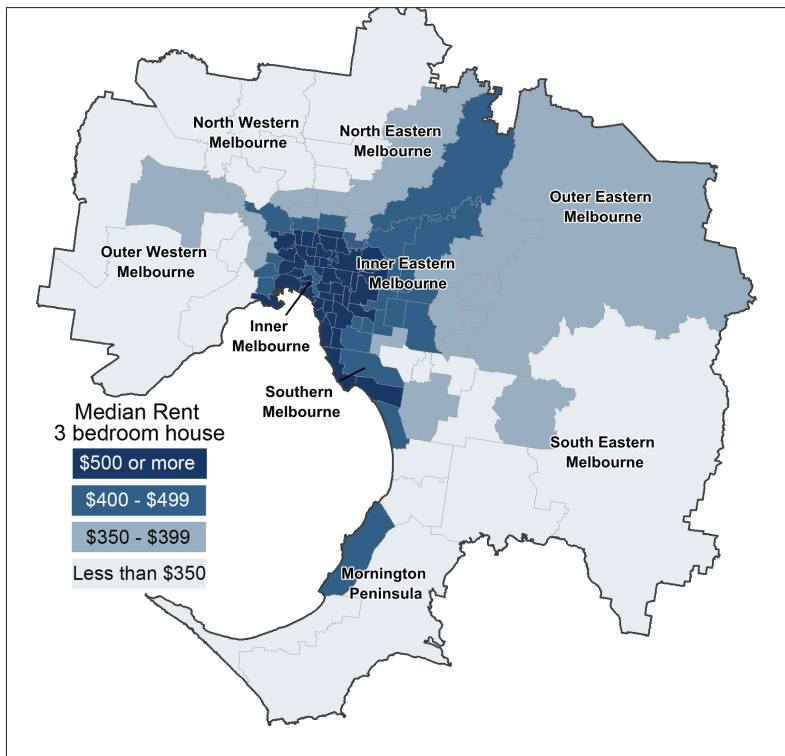 North Western
Melbourne
North Eastern
Melbourne
Outer Eastern
Melbourne
Outer Western
Melbourne
Inner Eastern
Melbourne
Inner
Melbourne
Southern
Melbourne
South Eastern
Melbourne
Mornington
Peninsula
Median Rent
3 bedroom house
$500 or more
$400 - $499
$350 - $399
Less than $350